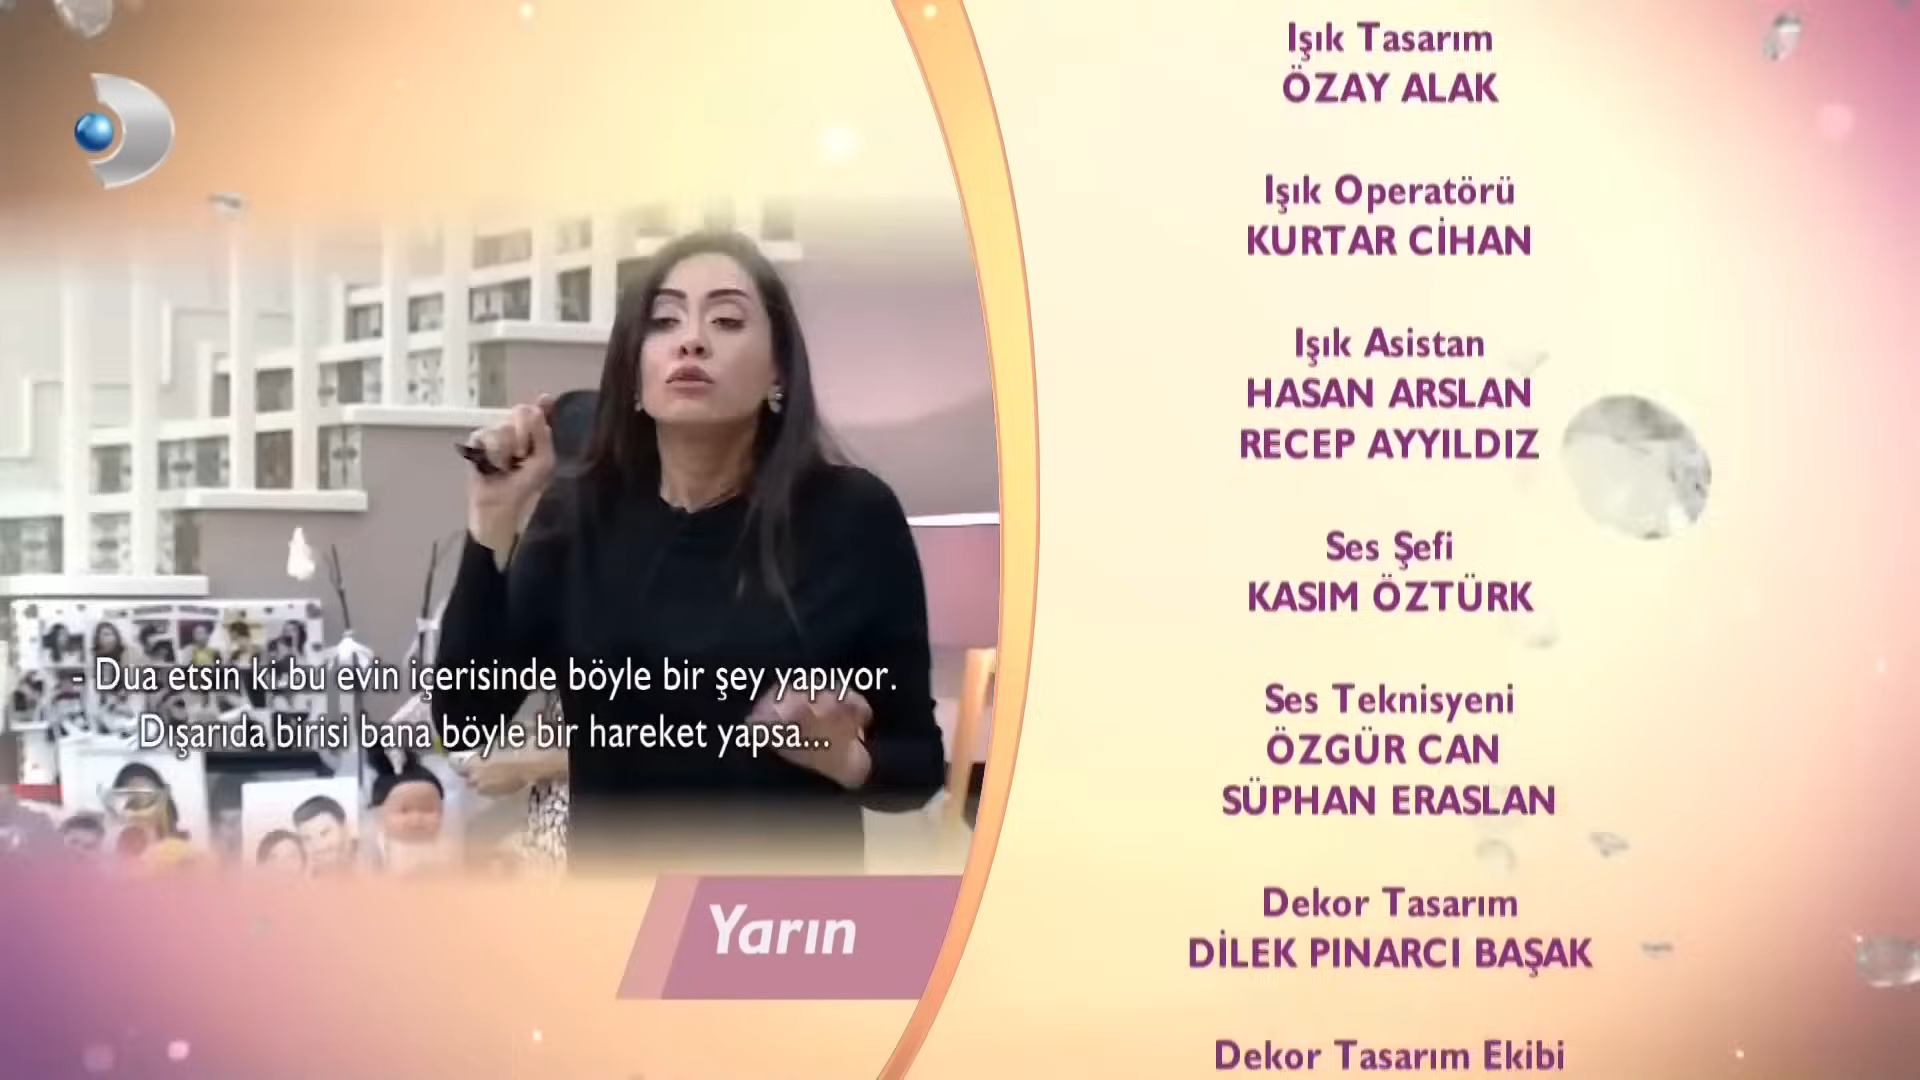 - Dua etsin ki bu evin içerisinde böyle bir şey yapıyor.
Dışarıda birisi bana böyle bir hareket yapsa...
Yarın
Işık Tasarım
ÖZAY ALAK
Işık Operatörü
KURTAR CİHAN
Işık Asistan
HASAN ARSLAN
RECEP AYYILDIZ
Ses Şefi
KASIM ÖZTÜRK
Ses Teknisyeni
ÖZGÜR CAN
SÜPHAN ERASLAN
Dekor Tasarım
DİLEK PINARCI BAŞAK
Dekor Tasarım Ekibi